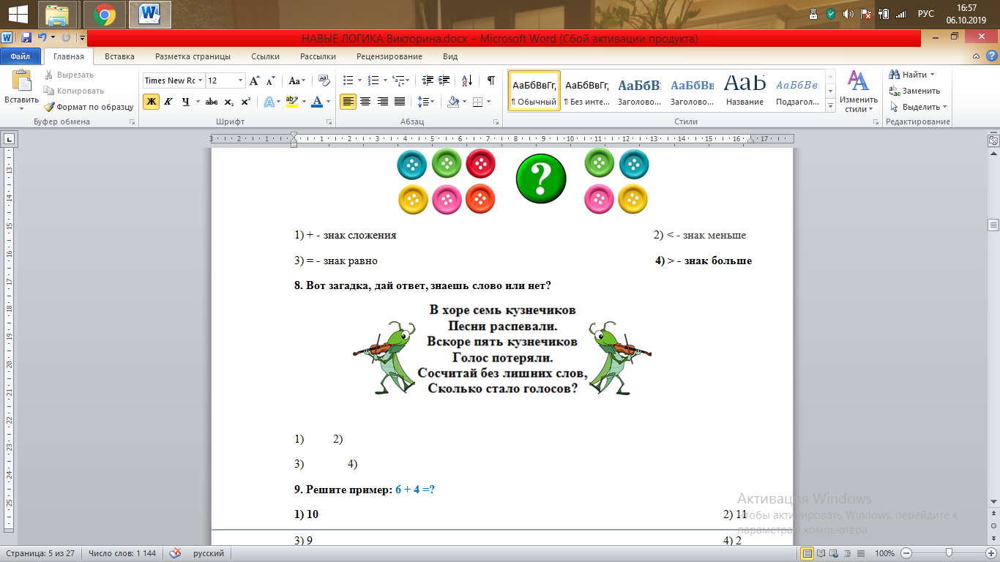 16:57
РУС
06.10.2019
НАВЫЕ ЛОГИКА Викторина.docx - Microsoft Word (Сбой активации продукта)
Файл Главная Вставка Разметка страницы Ссылки Рассылки Рецензирование Вид
Вставить
Вырезать
Копировать
Формат по образцу
Буфер обмена
Times New Rc 12
Ж К Ч abc x₂ x²
Шрифт
Абзац
АаБбВвГг, АаБбВвГг, АаБбВ АаБбВв АаБ АаБбВв
¶ Обычный ¶ Без инте... Заголово... Заголово... Название Подзагол...
Стили
Изменить стили
Найти
Заменить
Выделить
Редактирование
3 2 1 1 2 3 4 5 6 7 8 9 10 11 12 13 14 15 16 17
13
14
15
16
17
18
19
20
21
22
23
24
25
?
1) + - знак сложения 2) < - знак меньше
3) = - знак равно 4) > - знак больше
8. Вот загадка, дай ответ, знаешь слово или нет?
В хоре семь кузнечиков
Песни распевали.
Вскоре пять кузнечиков
Голос потеряли.
Сосчитай без лишних слов,
Сколько стало голосов?
1) 2)
3) 4)
9. Решите пример: 6 + 4 =?
1) 10 2) 11
3) 9 4) 2
Активация Windows
Чтобы активировать Windows, перейдите к
параметрам компьютера.
Страница: 5 из 27 Число слов: 1 144 русский 100%